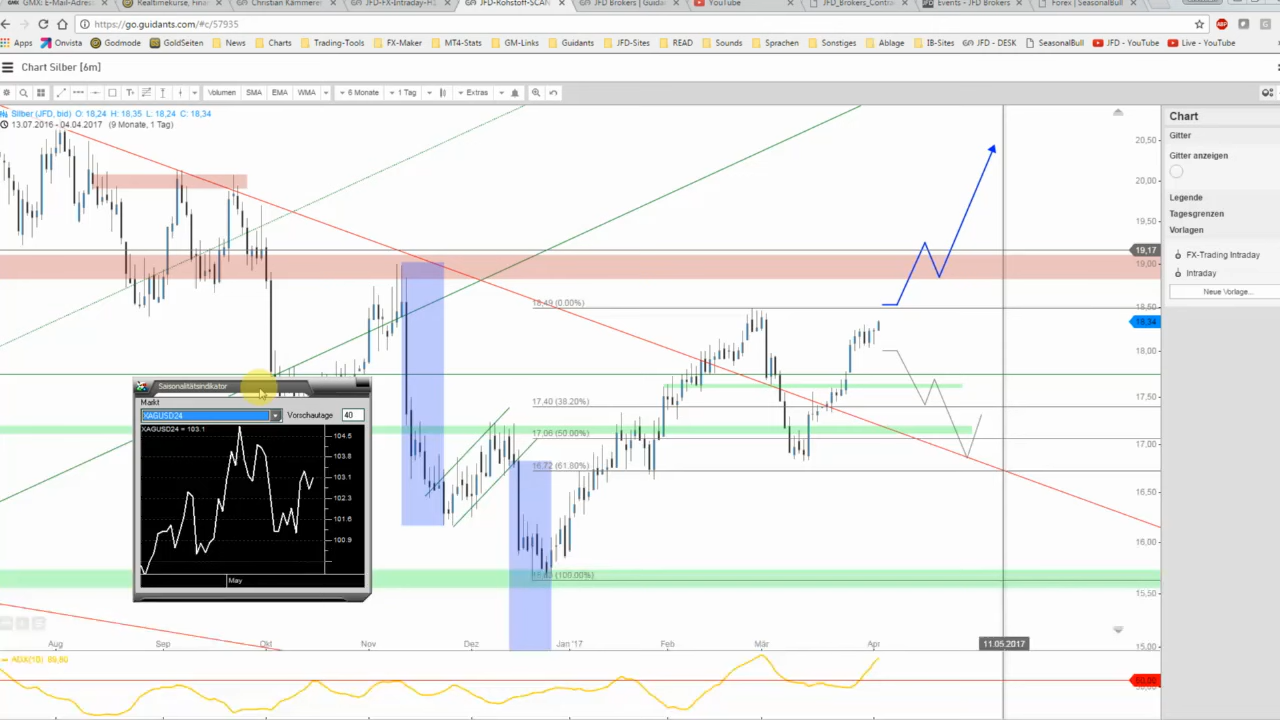 GMX: E-Mail-Adress
Realtimekurse, Finan
Christian Kämmerer
JFD-FX-Intraday-H
JFD-Rohstoff-SCAN
JFD Brokers | Guidan
YouTube
JFD_Brokers_Contra
Events - JFD Brokers
Forex | SeasonalBull
https://go.guidants.com/#c/57935
Apps Onvista Godmode GoldSeiten News Charts Trading-Tools FX-Maker MT4-Stats GM-Links Guidants JFD-Sites READ Sounds Sprachen Sonstiges Ablage IB-Sites JFD - DESK SeasonalBull JFD - YouTube Live - YouTube
Chart Silber [6m]
Volumen SMA EMA WMA 6 Monate 1 Tag Extras
Silber (JFD, bid) O: 18,24 H: 18,35 L: 18,24 C: 18,34
13.07.2016 - 04.04.2017 (9 Monate, 1 Tag)
20,50
20,00
19,50
19,17
19,00
18,50
18,34
18,00
17,50
17,00
16,50
16,00
15,50
15,00
18,49 (0.00%)
17,40 (38.20%)
17,06 (50.00%)
16,72 (61.80%)
(100.00%)
Saisonalitätsindikator
Markt
XAGUSD24
Vorschautage 40
XAGUSD24 = 103.1
104.5
103.8
103.1
102.3
101.6
100.9
May
Aug Sep Okt Nov Dez Jan '17 Feb Mär Apr
11.05.2017
ADX(10)
Chart
Gitter
Gitter anzeigen
Legende
Tagesgrenzen
Vorlagen
FX-Trading Intraday
Intraday
Neue Vorlage...